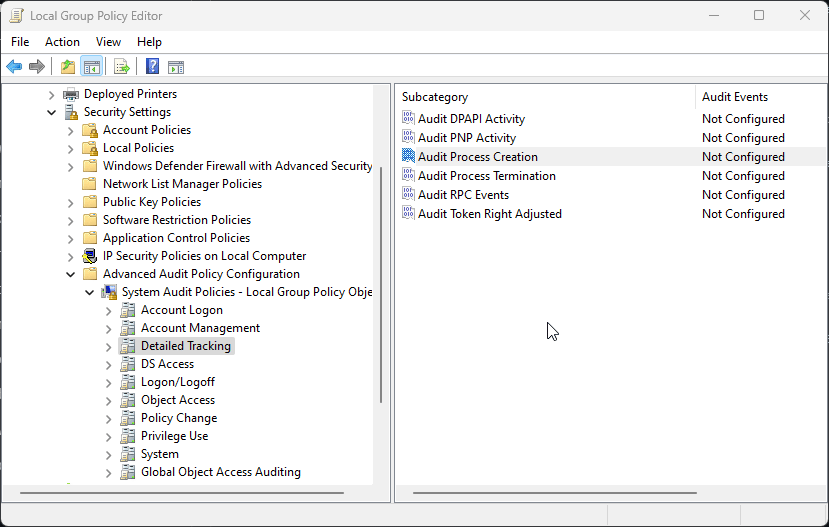 Local Group Policy Editor
File Action View Help
Deployed Printers
Security Settings
Account Policies
Local Policies
Windows Defender Firewall with Advanced Security
Network List Manager Policies
Public Key Policies
Software Restriction Policies
Application Control Policies
IP Security Policies on Local Computer
Advanced Audit Policy Configuration
System Audit Policies - Local Group Policy Obje
Account Logon
Account Management
Detailed Tracking
DS Access
Logon/Logoff
Object Access
Policy Change
Privilege Use
System
Global Object Access Auditing
Subcategory Audit Events
Audit DPAPI Activity Not Configured
Audit PNP Activity Not Configured
Audit Process Creation Not Configured
Audit Process Termination Not Configured
Audit RPC Events Not Configured
Audit Token Right Adjusted Not Configured